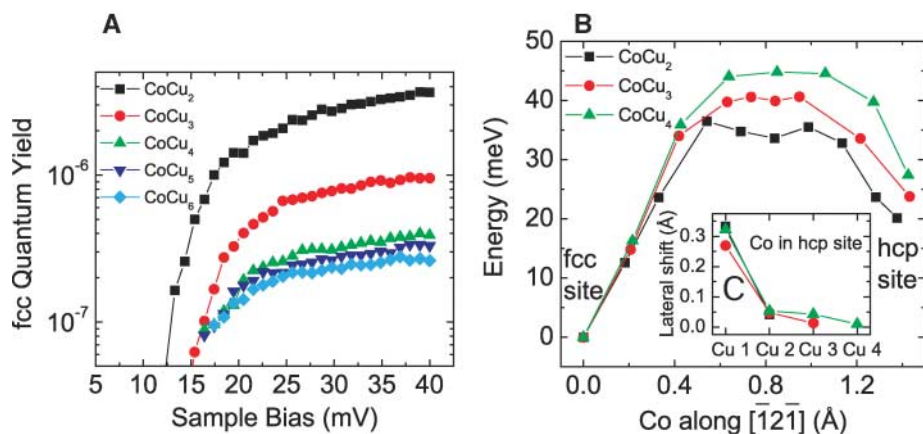 A
fcc Quantum Yield
10⁻⁶
10⁻⁷
CoCu₂
CoCu₃
CoCu₄
CoCu₅
CoCu₆
5 10 15 20 25 30 35 40
Sample Bias (mV)
B
Energy (meV)
50
40
30
20
10
0
CoCu₂
CoCu₃
CoCu₄
fcc
site
hcp
site
Lateral shift (Å)
0.3
0.2
0.1
0.0
Co in hcp site
C
Cu 1 Cu 2 Cu 3 Cu 4
0.0 0.4 0.8 1.2
Co along [1̄21̄] (Å)